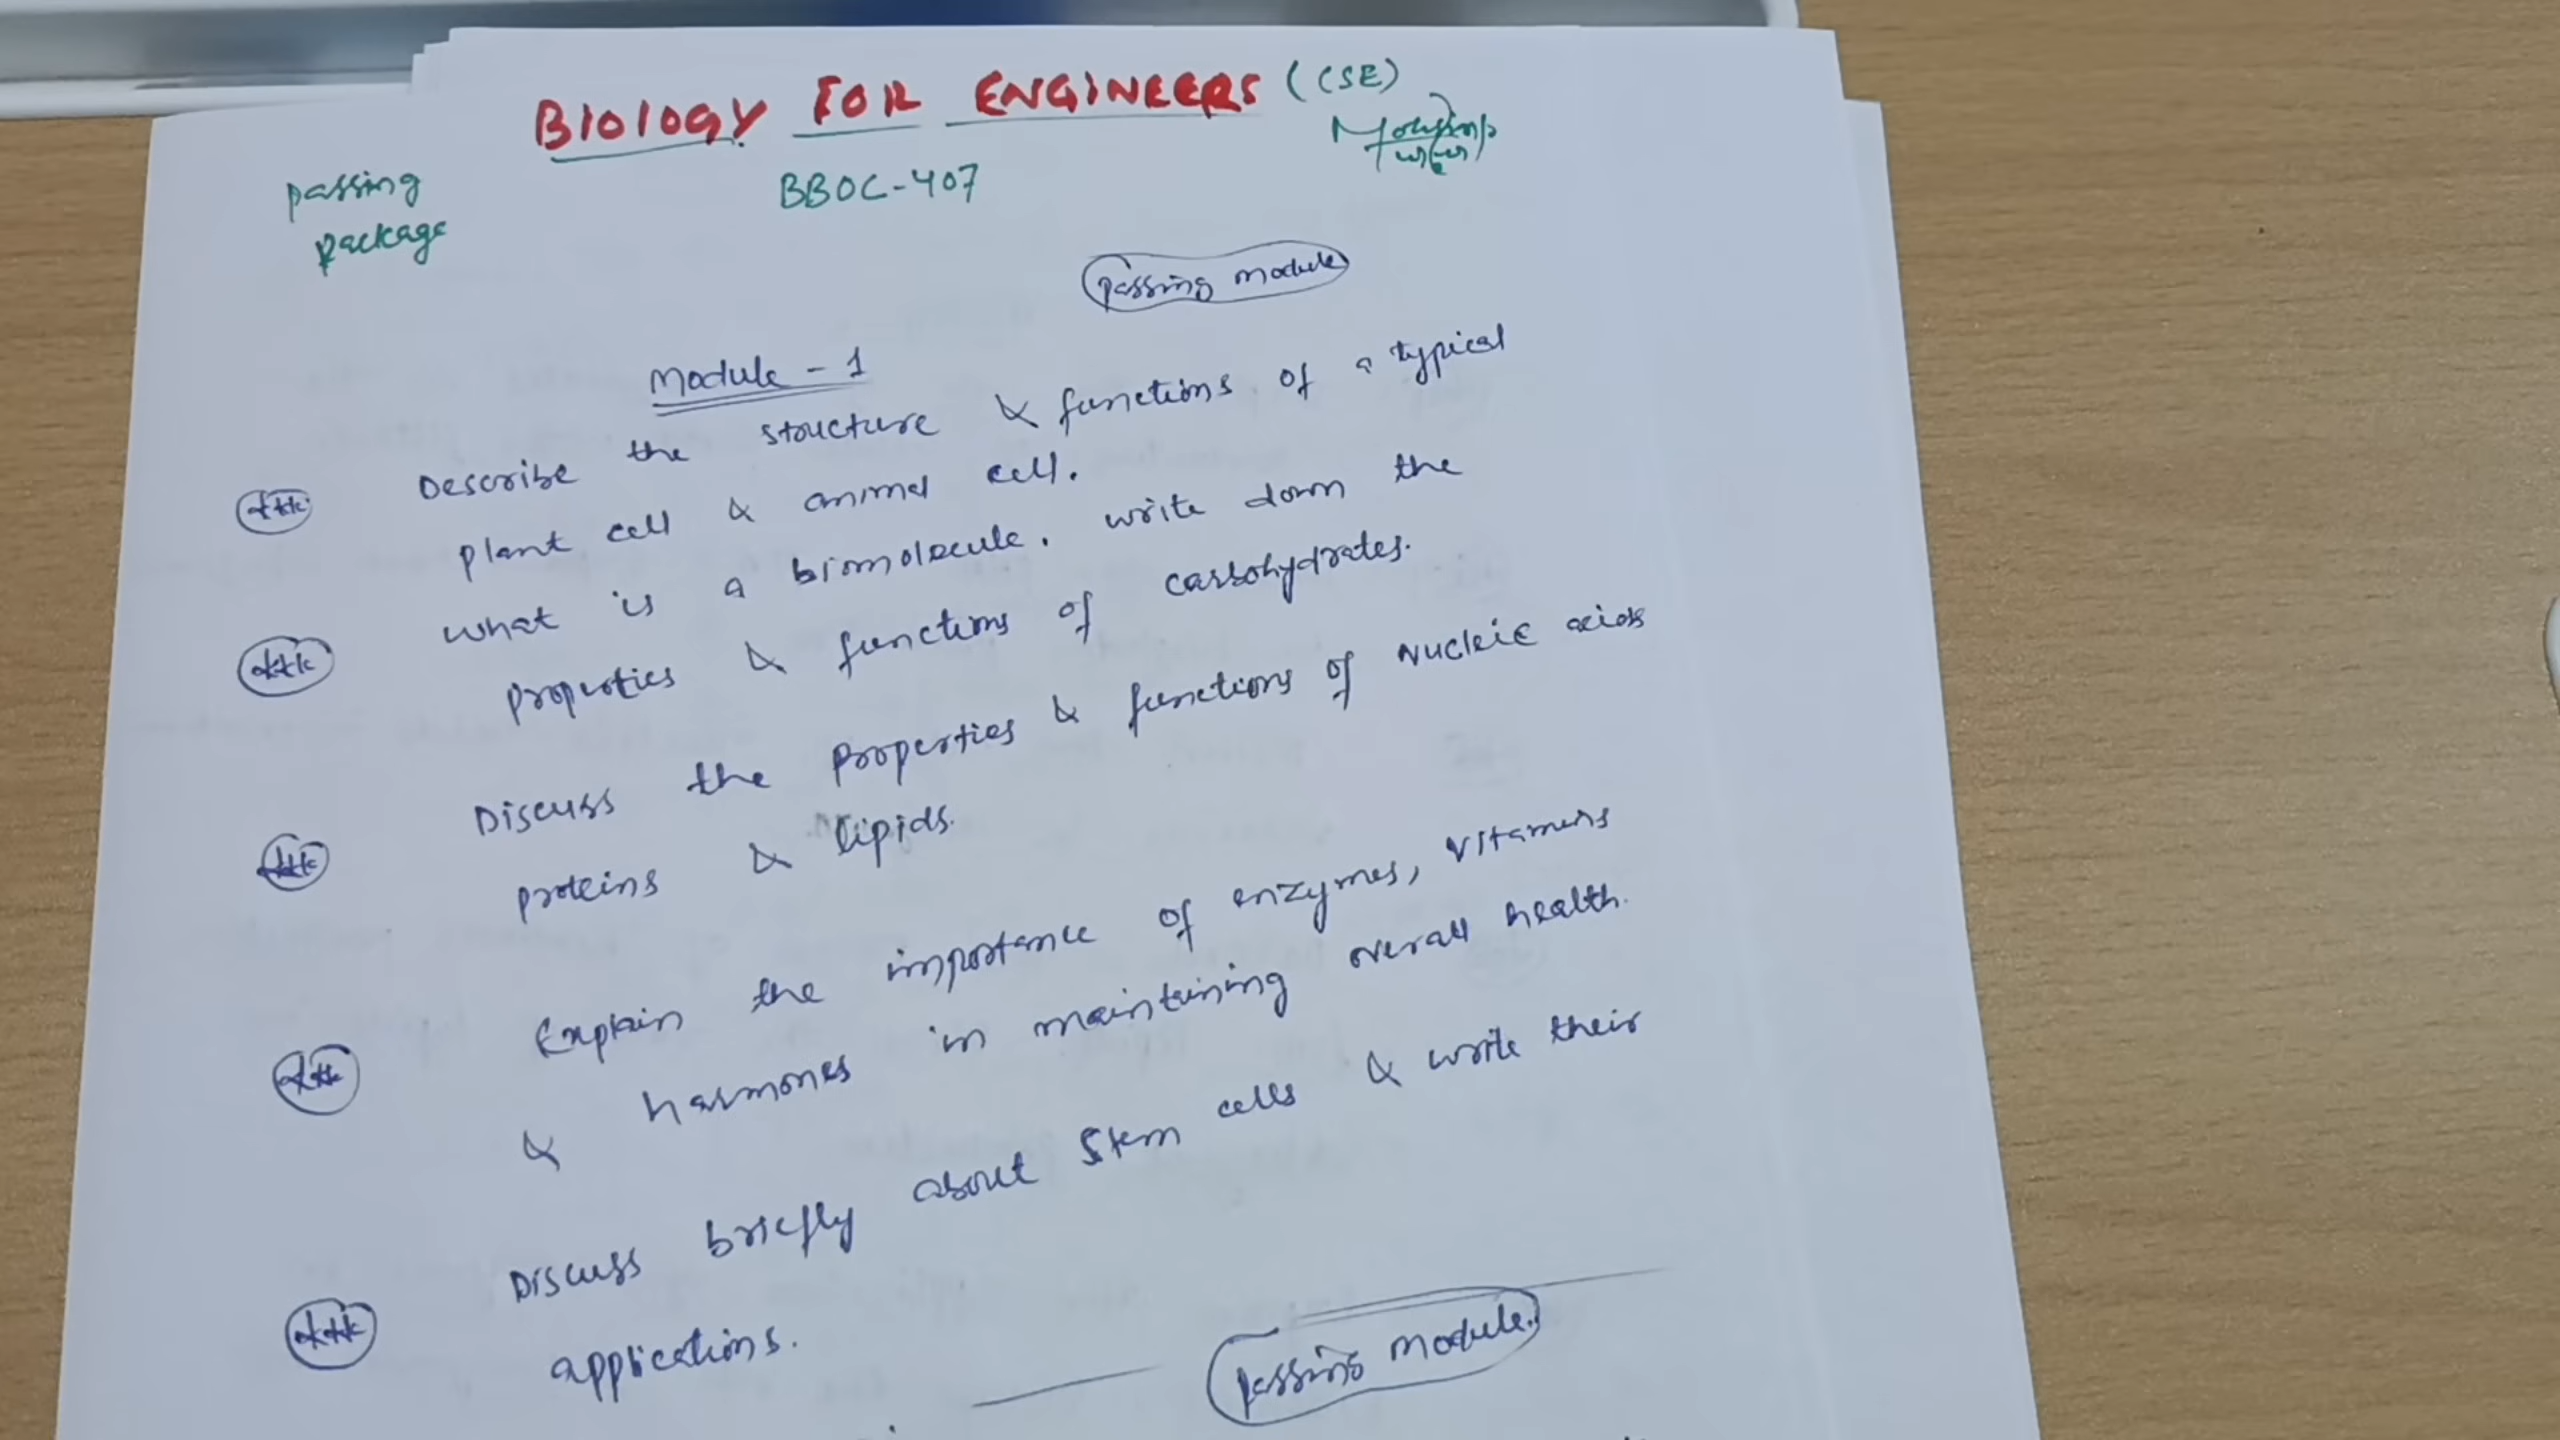 BIOLOGY FOR ENGINEERS (CSE)
passing
package
BBOC-407
passing module
Module - 1
*** Describe the structure & functions of a typical
plant cell & animal cell.
*** what is a biomolecule. write down the
properties & functions of carbohydrates.
*** Discuss the properties & functions of Nucleic acids
proteins & lipids.
*** Explain the importance of enzymes, vitamins
& harmones in maintaining overall health.
*** Discuss briefly about Stem cells & write their
applications.
passing module.